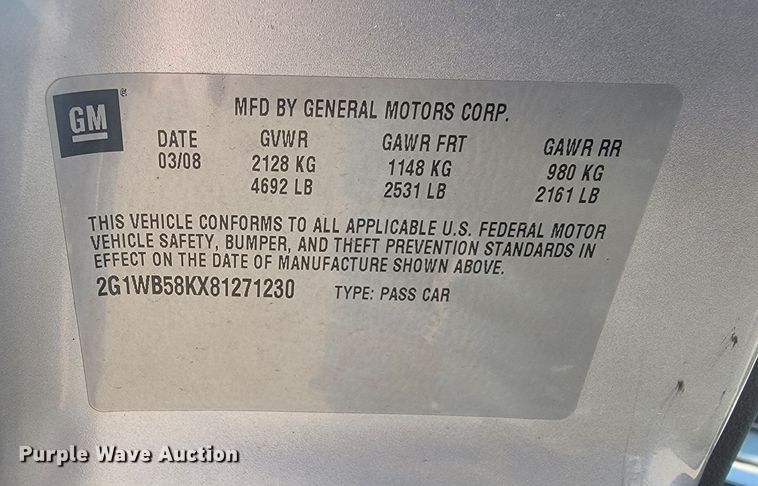 GM
®
MFD BY GENERAL MOTORS CORP.
DATE GVWR GAWR FRT GAWR RR
03/08 2128 KG 1148 KG 980 KG
4692 LB 2531 LB 2161 LB
THIS VEHICLE CONFORMS TO ALL APPLICABLE U.S. FEDERAL MOTOR
VEHICLE SAFETY, BUMPER, AND THEFT PREVENTION STANDARDS IN
EFFECT ON THE DATE OF MANUFACTURE SHOWN ABOVE.
2G1WB58KX81271230 TYPE: PASS CAR
Purple Wave Auction